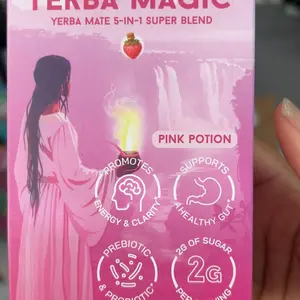 YERBA MAGIC
YERBA MATE 5-IN-1 SUPER BLEND
PINK POTION
PROMOTES
ENERGY & CLARITY
SUPPORTS
A HEALTHY GUT*
PREBIOTIC
& PROBIOTIC
2G OF SUGAR
2G
PER